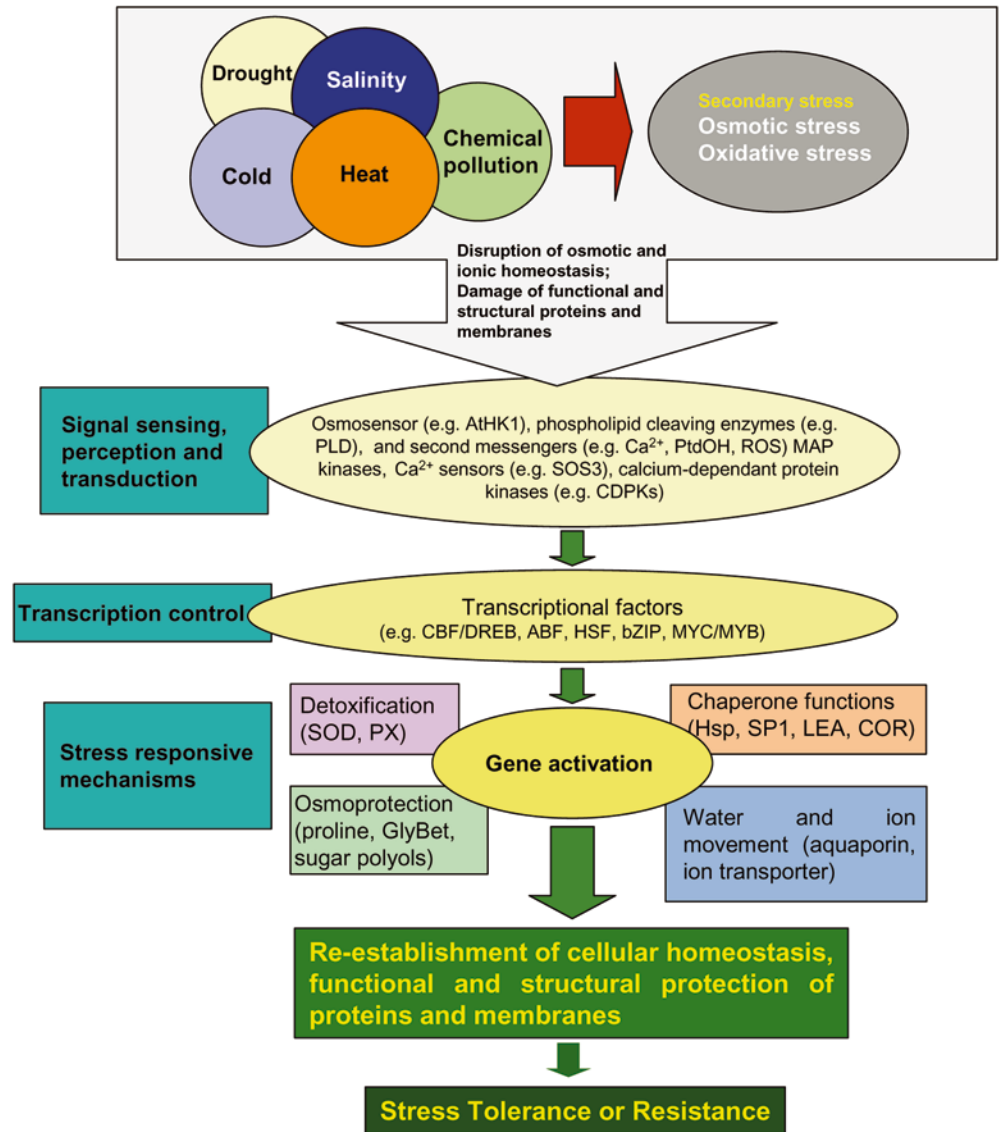 Drought
Salinity
Chemical
pollution
Cold
Heat
Secondary stress
Osmotic stress
Oxidative stress
Disruption of osmotic and
ionic homeostasis;
Damage of functional and
structural proteins and
membranes
Signal sensing,
perception and
transduction
Osmosensor (e.g. AtHK1), phospholipid cleaving enzymes (e.g.
PLD), and second messengers (e.g. Ca²⁺, PtdOH, ROS) MAP
kinases, Ca²⁺ sensors (e.g. SOS3), calcium-dependant protein
kinases (e.g. CDPKs)
Transcription control
Transcriptional factors
(e.g. CBF/DREB, ABF, HSF, bZIP, MYC/MYB)
Stress responsive
mechanisms
Detoxification
(SOD, PX)
Chaperone functions
(Hsp, SP1, LEA, COR)
Gene activation
Osmoprotection
(proline, GlyBet,
sugar polyols)
Water and ion
movement (aquaporin,
ion transporter)
Re-establishment of cellular homeostasis,
functional and structural protection of
proteins and membranes
Stress Tolerance or Resistance